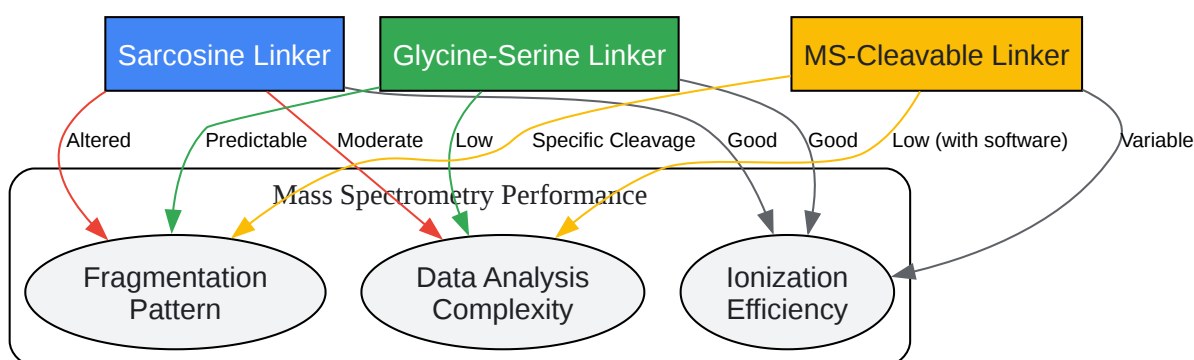 Sarcosine Linker
Glycine-Serine Linker
MS-Cleavable Linker
Altered
Predictable
Moderate
Low
Specific Cleavage
Good
Good
Low (with software)
Variable
Mass Spectrometry Performance
Fragmentation
Pattern
Data Analysis
Complexity
Ionization
Efficiency